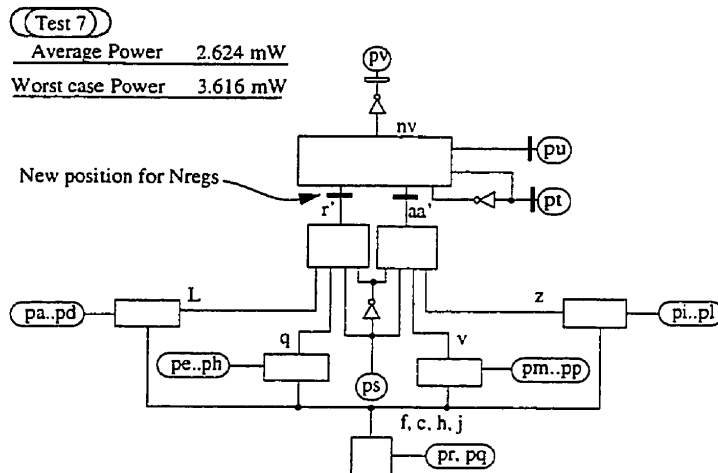 Test 7
Average Power 2.624 mW
Worst case Power 3.616 mW
pv
nv
pu
New position for Nregs
pt
r'
aa'
L
z
pa..pd
pi..pl
q
v
pe..ph
ps
pm..pp
f, c, h, j
pr, pq